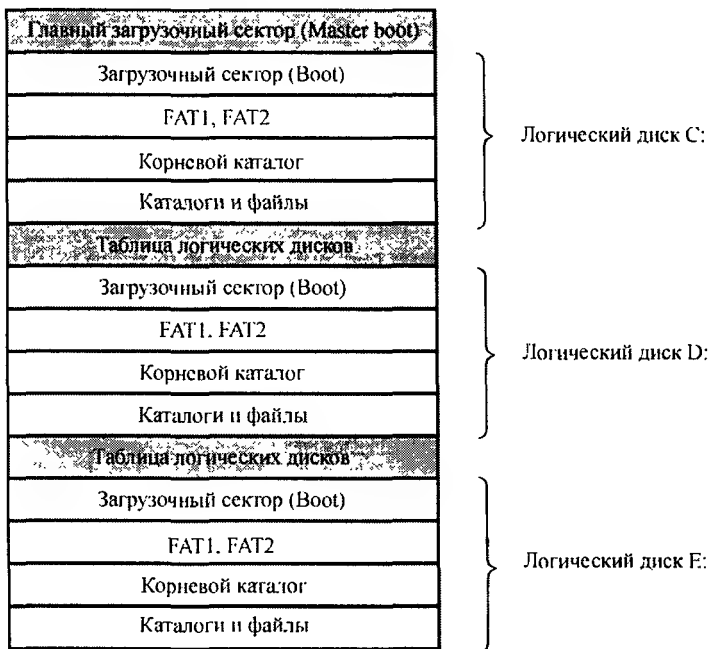 Главный загрузочный сектор (Master boot)
Загрузочный сектор (Boot)
FAT1, FAT2
Корневой каталог
Каталоги и файлы
Логический диск C:
Таблица логических дисков
Загрузочный сектор (Boot)
FAT1, FAT2
Корневой каталог
Каталоги и файлы
Логический диск D:
Таблица логических дисков
Загрузочный сектор (Boot)
FAT1, FAT2
Корневой каталог
Каталоги и файлы
Логический диск E: